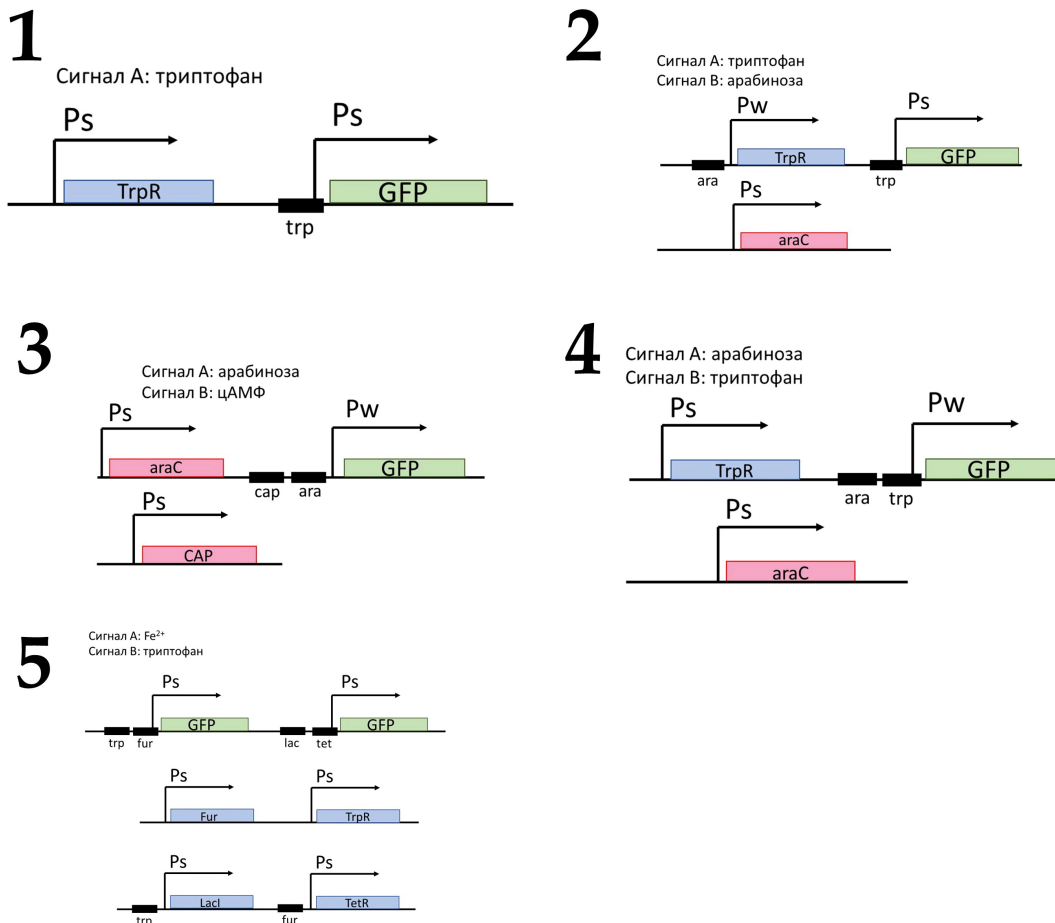 1
Сигнал А: триптофан
Ps
Ps
TrpR
GFP
trp
2
Сигнал А: триптофан
Сигнал В: арабиноза
Pw
Ps
TrpR
GFP
ara
trp
Ps
araC
3
Сигнал А: арабиноза
Сигнал В: цАМФ
Ps
Pw
araC
GFP
cap
ara
Ps
CAP
4
Сигнал А: арабиноза
Сигнал В: триптофан
Ps
Pw
TrpR
GFP
ara
trp
Ps
araC
5
Сигнал А: Fe²⁺
Сигнал В: триптофан
Ps
Ps
GFP
GFP
trp
fur
lac
tet
Ps
Ps
Fur
TrpR
Ps
Ps
LacI
TetR
trp
fur